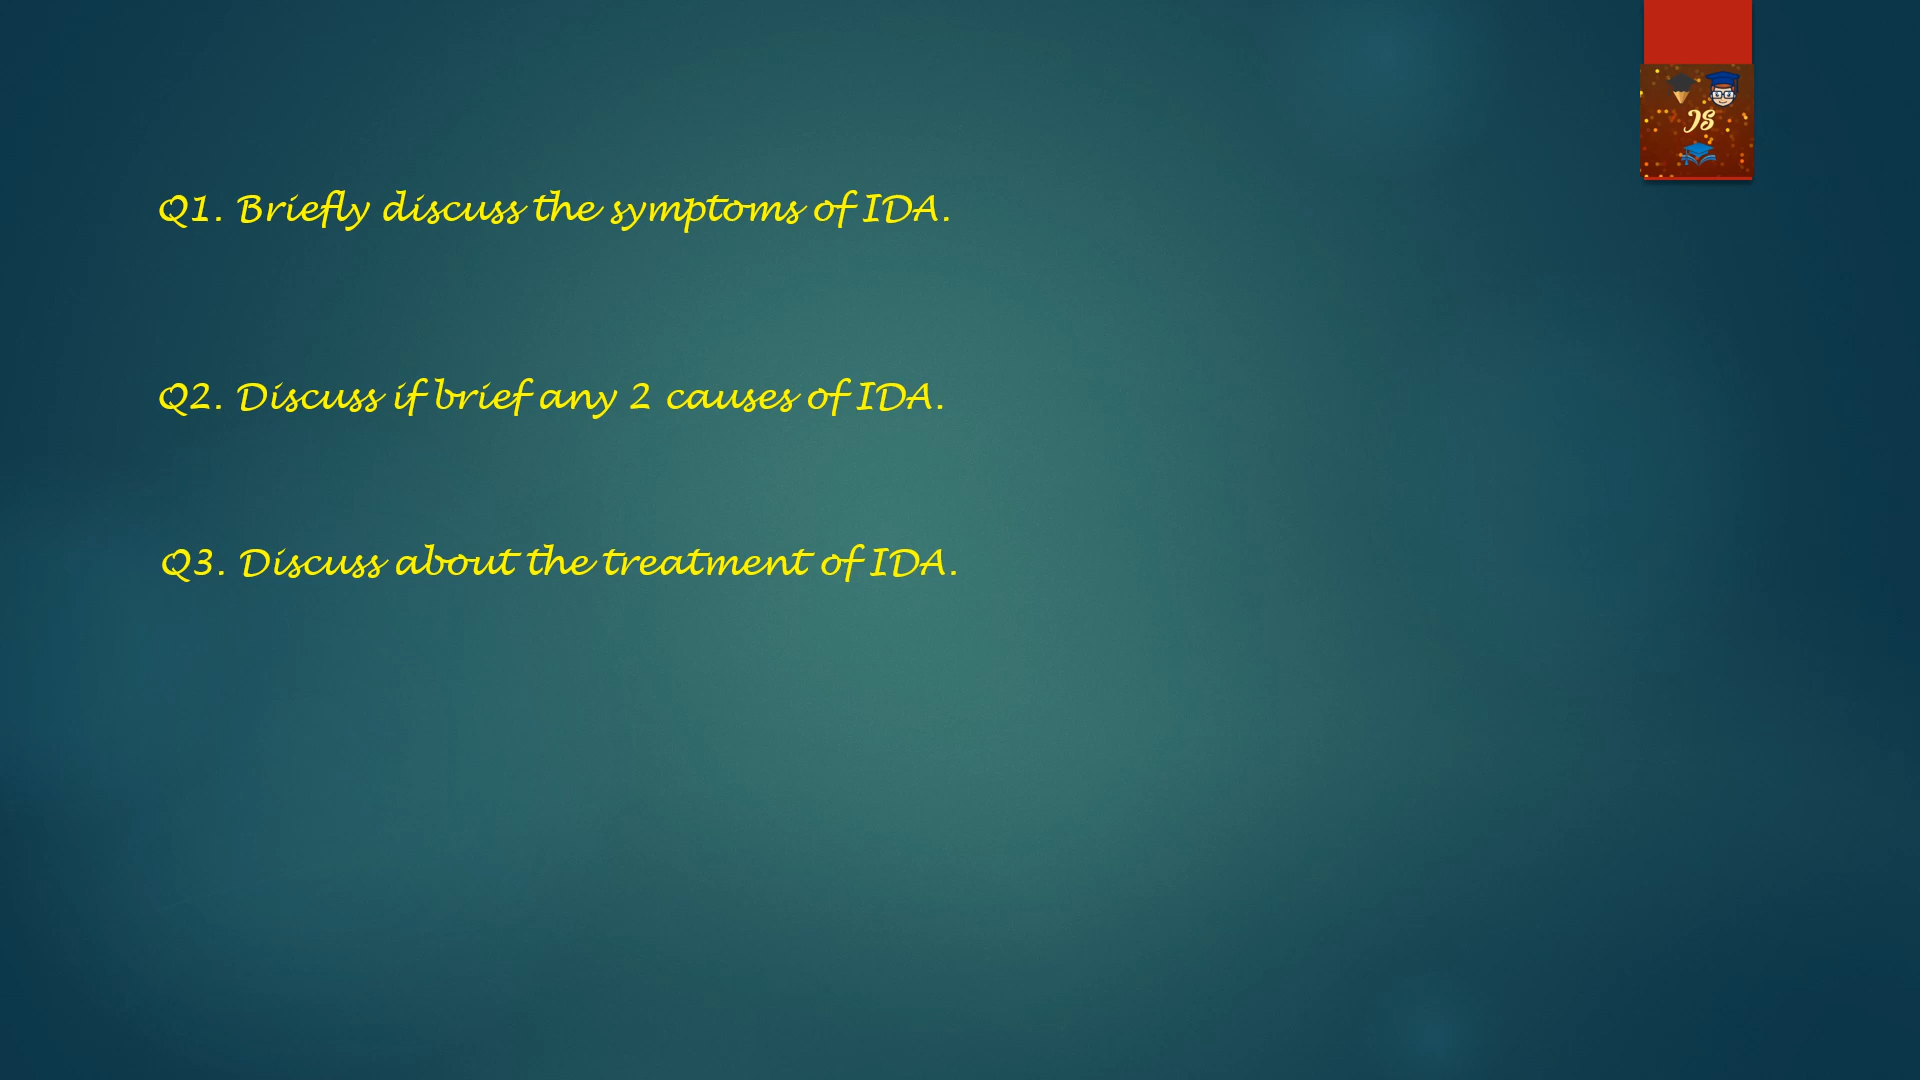 JS
Q1. Briefly discuss the symptoms of IDA.
Q2. Discuss if brief any 2 causes of IDA.
Q3. Discuss about the treatment of IDA.